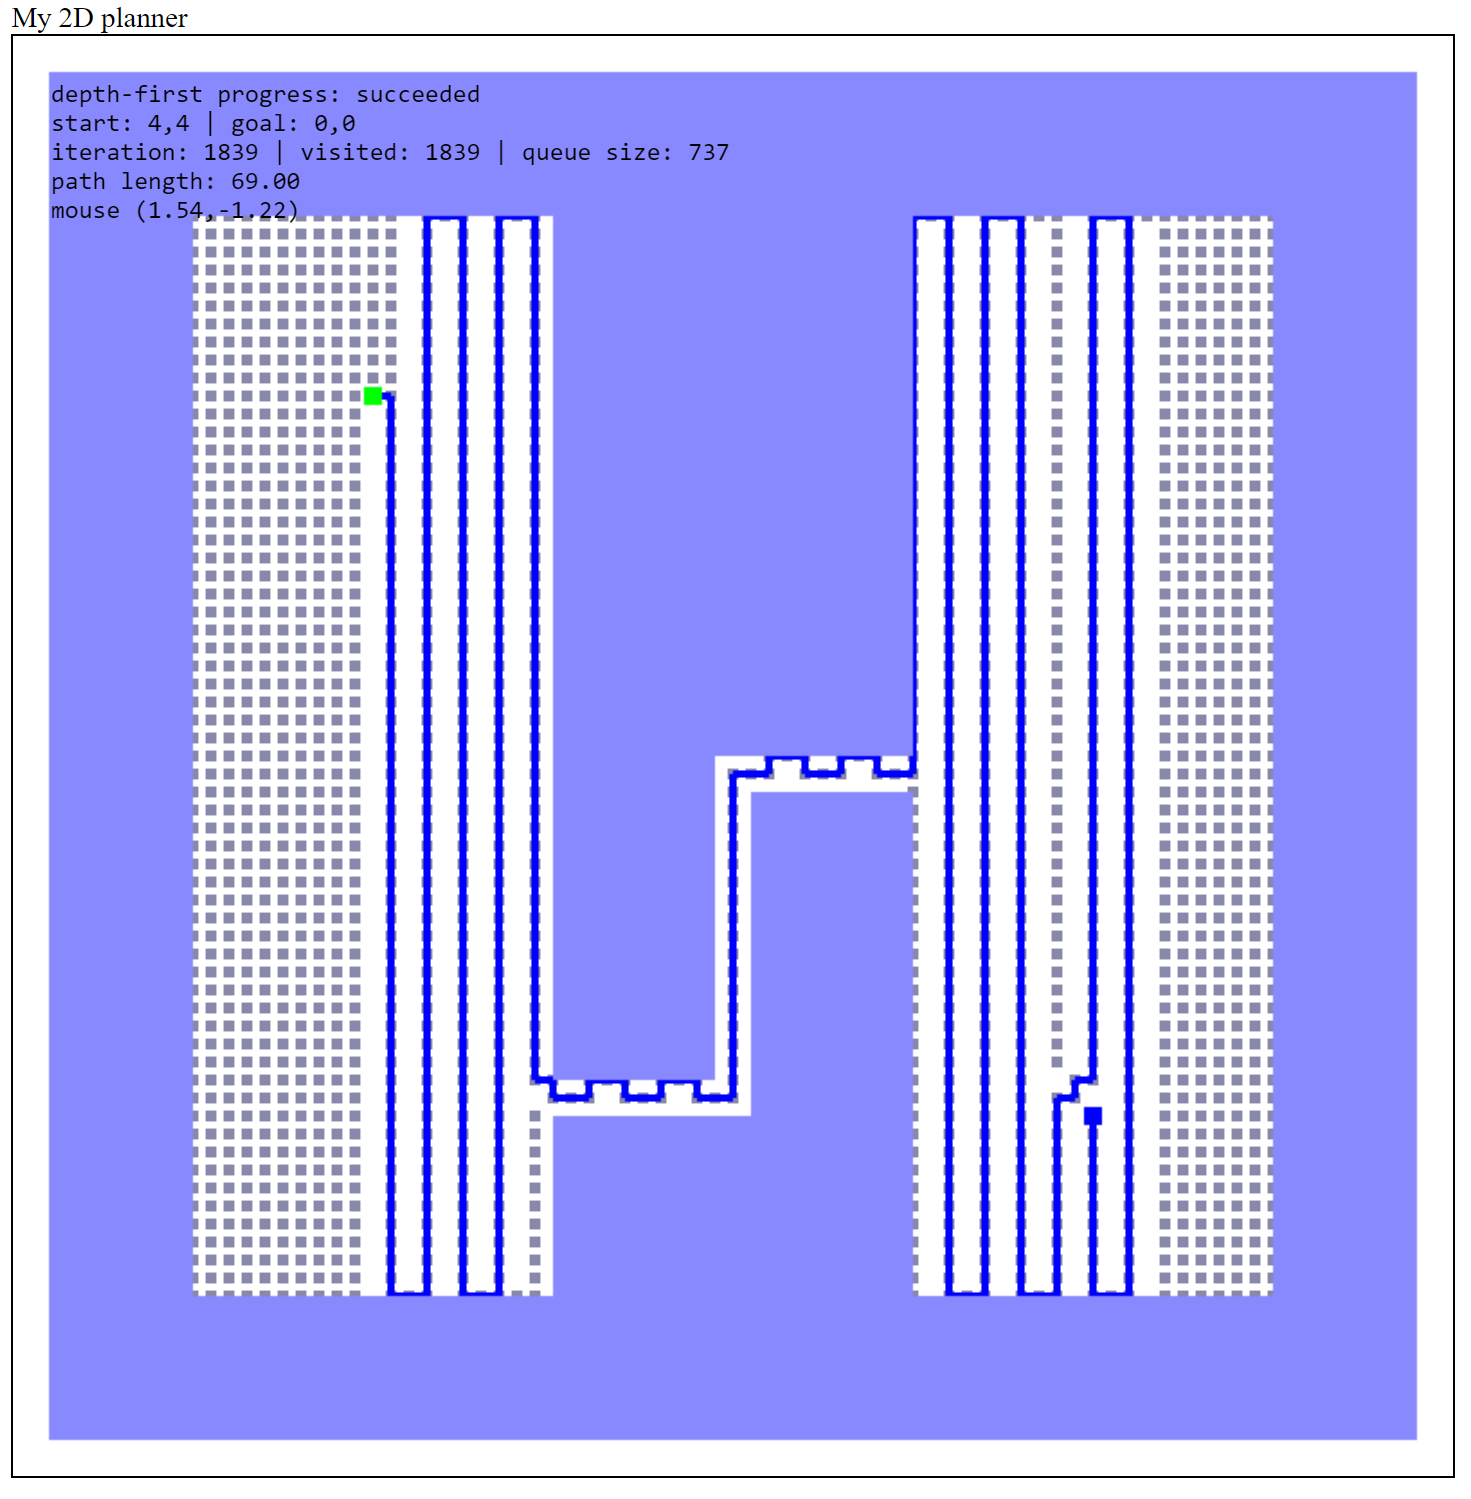 My 2D planner
depth-first progress: succeeded
start: 4,4 | goal: 0,0
iteration: 1839 | visited: 1839 | queue size: 737
path length: 69.00
mouse (1.54,-1.22)